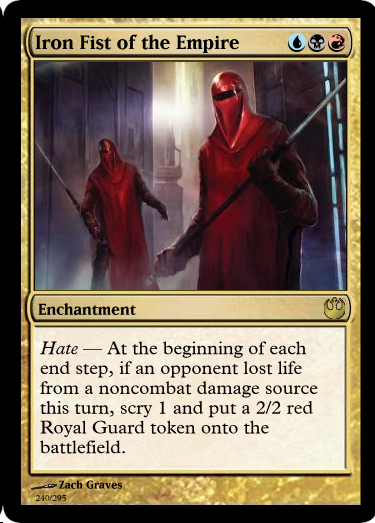 Iron Fist of the Empire
Enchantment
Hate — At the beginning of each
end step, if an opponent lost life
from a noncombat damage source
this turn, scry 1 and put a 2/2 red
Royal Guard token onto the
battlefield.
Zach Graves
240/295